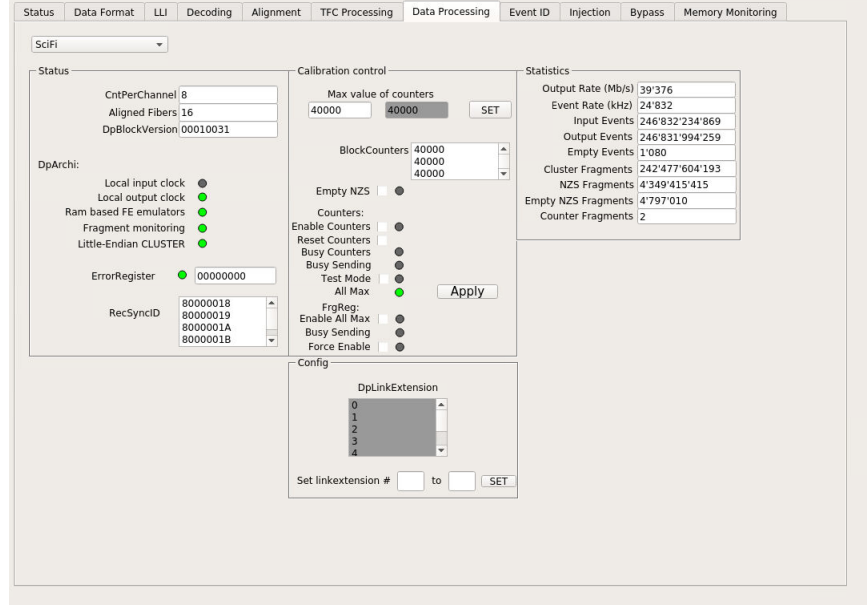 Status Data Format LLI Decoding Alignment TFC Processing Data Processing Event ID Injection Bypass Memory Monitoring
SciFi
Status
CntPerChannel 8
Aligned Fibers 16
DpBlockVersion 00010031
DpArchi:
Local input clock
Local output clock
Ram based FE emulators
Fragment monitoring
Little-Endian CLUSTER
ErrorRegister 00000000
RecSyncID
80000018
80000019
8000001A
8000001B
Calibration control
Max value of counters
40000 40000 SET
BlockCounters 40000
40000
40000
Empty NZS
Counters:
Enable Counters
Reset Counters
Busy Counters
Busy Sending
Test Mode
All Max
Apply
FrgReg:
Enable All Max
Busy Sending
Force Enable
Config
DpLinkExtension
0
1
2
3
4
Set linkextension # to SET
Statistics
Output Rate (Mb/s) 39'376
Event Rate (kHz) 24'832
Input Events 246'832'234'869
Output Events 246'831'994'259
Empty Events 1'080
Cluster Fragments 242'477'604'193
NZS Fragments 4'349'415'415
Empty NZS Fragments 4'797'010
Counter Fragments 2